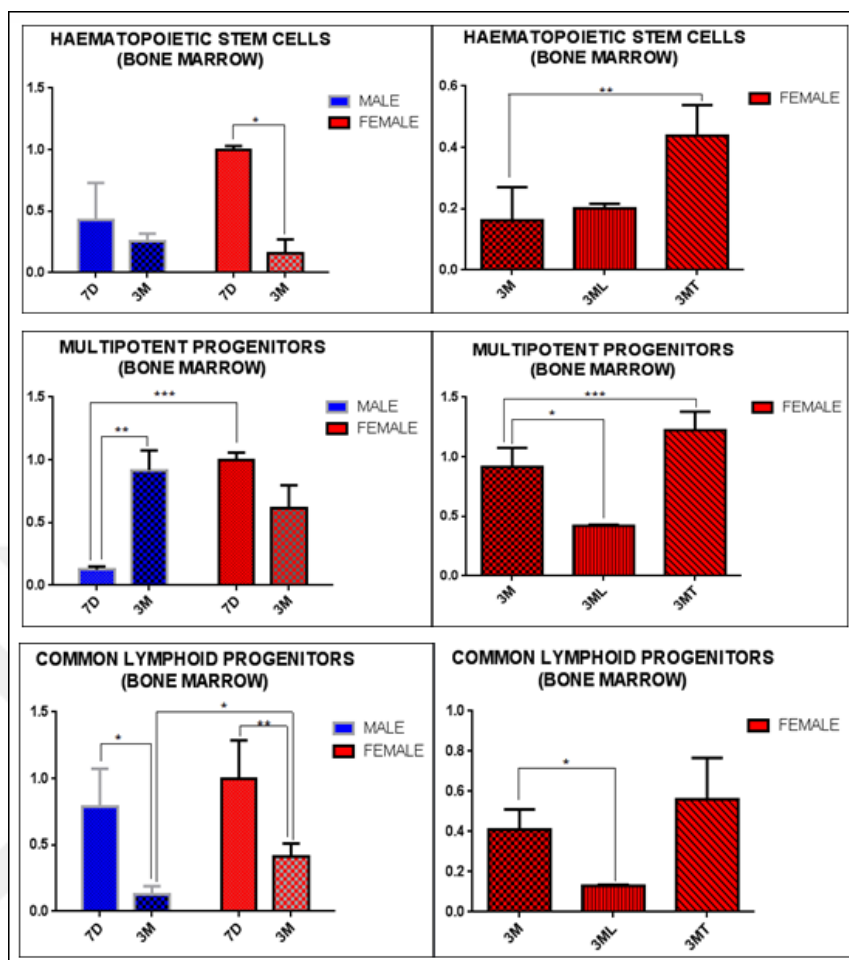 HAEMATOPOIETIC STEM CELLS
(BONE MARROW)
1.5
1.0
0.5
0.0
*
MALE
FEMALE
7D
3M
7D
3M
HAEMATOPOIETIC STEM CELLS
(BONE MARROW)
0.6
0.4
0.2
0.0
**
FEMALE
3M
3ML
3MT
MULTIPOTENT PROGENITORS
(BONE MARROW)
1.5
1.0
0.5
0.0
***
**
MALE
FEMALE
7D
3M
7D
3M
MULTIPOTENT PROGENITORS
(BONE MARROW)
1.5
1.0
0.5
0.0
***
*
FEMALE
3M
3ML
3MT
COMMON LYMPHOID PROGENITORS
(BONE MARROW)
1.5
1.0
0.5
0.0
*
*
**
MALE
FEMALE
7D
3M
7D
3M
COMMON LYMPHOID PROGENITORS
(BONE MARROW)
1.0
0.8
0.6
0.4
0.2
0.0
*
FEMALE
3M
3ML
3MT